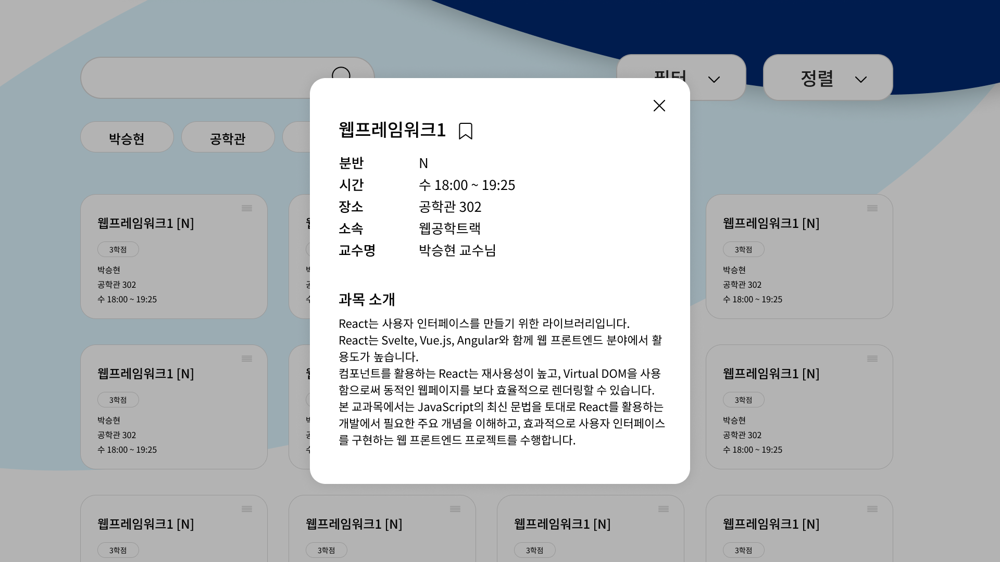 필터
정렬
박승현
공학관
웹프레임워크1
분반 N
시간 수 18:00 ~ 19:25
장소 공학관 302
소속 웹공학트랙
교수명 박승현 교수님
과목 소개
React는 사용자 인터페이스를 만들기 위한 라이브러리입니다.
React는 Svelte, Vue.js, Angular와 함께 웹 프론트엔드 분야에서 활
용도가 높습니다.
컴포넌트를 활용하는 React는 재사용성이 높고, Virtual DOM을 사용
함으로써 동적인 웹페이지를 보다 효율적으로 렌더링할 수 있습니다.
본 교과목에서는 JavaScript의 최신 문법을 토대로 React를 활용하는
개발에서 필요한 주요 개념을 이해하고, 효과적으로 사용자 인터페이스
를 구현하는 웹 프론트엔드 프로젝트를 수행합니다.
웹프레임워크1 [N]
3학점
박승현
공학관 302
수 18:00 ~ 19:25
웹프레임워크1 [N]
3학점
박승현
공학관 302
수 18:00 ~ 19:25
웹프레임워크1 [N]
3학점
박승현
공학관 302
수 18:00 ~ 19:25
웹프레임워크1 [N]
3학점
박승현
공학관 302
수 18:00 ~ 19:25
웹프레임워크1 [N]
3학점
웹프레임워크1 [N]
3학점
웹프레임워크1 [N]
3학점
웹프레임워크1 [N]
3학점